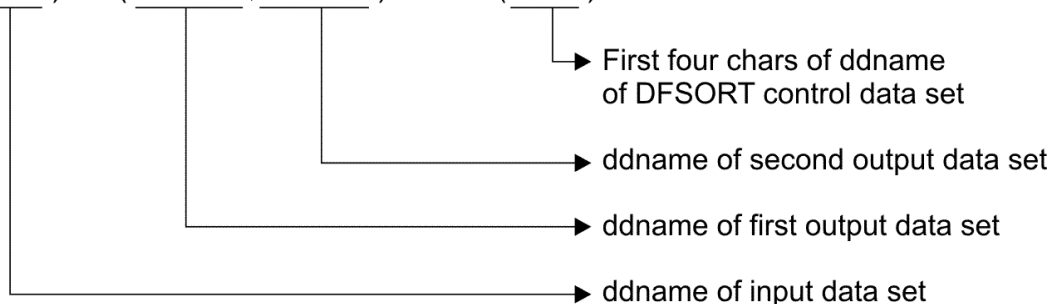 First four chars of ddname
of DFSORT control data set
ddname of second output data set
ddname of first output data set
ddname of input data set